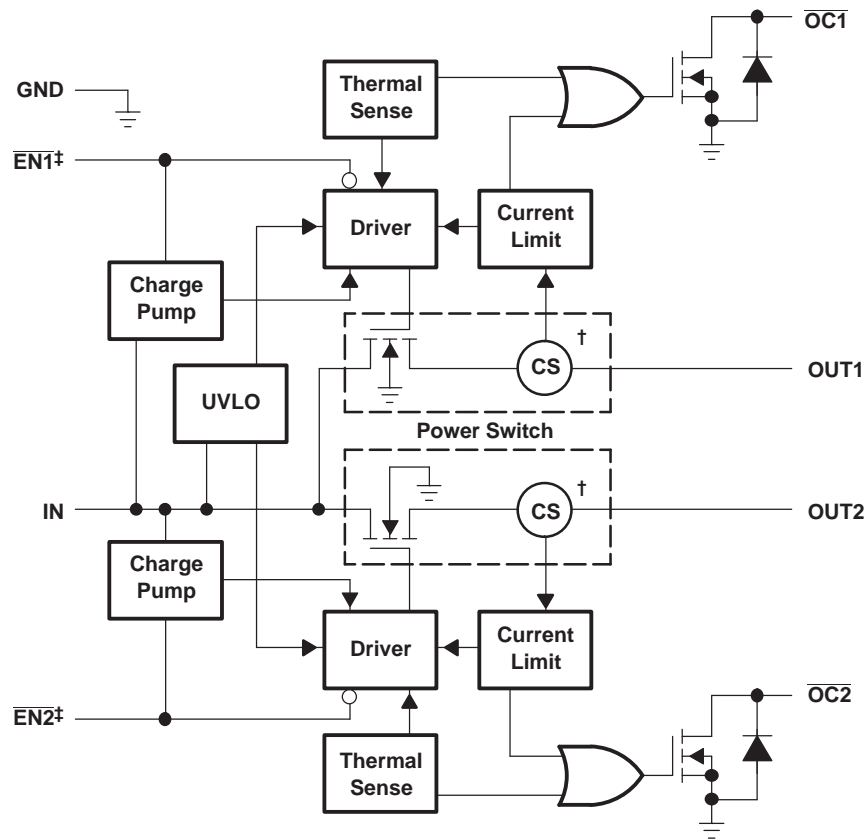 OC1
Thermal
Sense
GND
EN1‡
Driver
Current
Limit
Charge
Pump
†
CS
OUT1
UVLO
Power Switch
†
IN
CS
OUT2
Charge
Pump
Driver
Current
Limit
OC2
EN2‡
Thermal
Sense